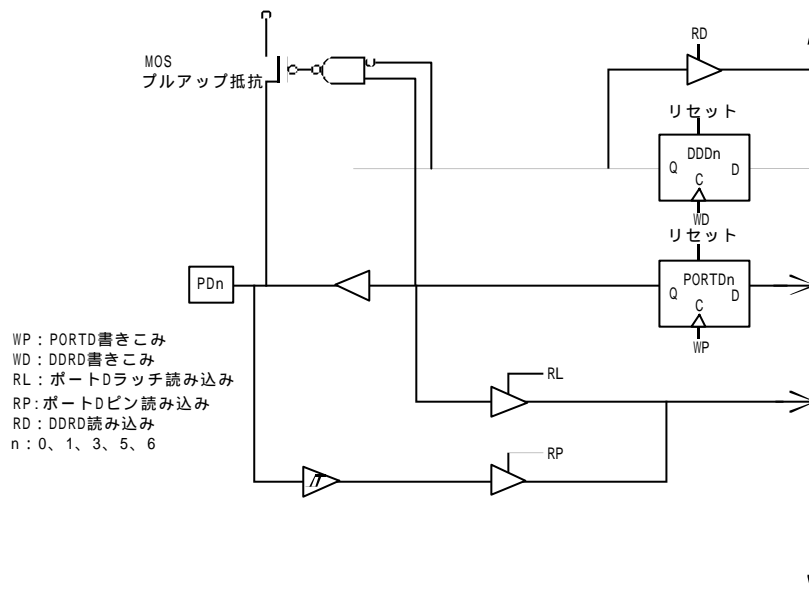 MOS
プルアップ抵抗
RD
リセット
DDDn
Q
D
C
WD
リセット
PDn
PORTDn
Q
D
C
WP
WP：PORTD書きこみ
WD：DDRD書きこみ
RL：ポートDラッチ読み込み
RP:ポートDピン読み込み
RD：DDRD読み込み
n：0、1、3、5、6
RL
RP